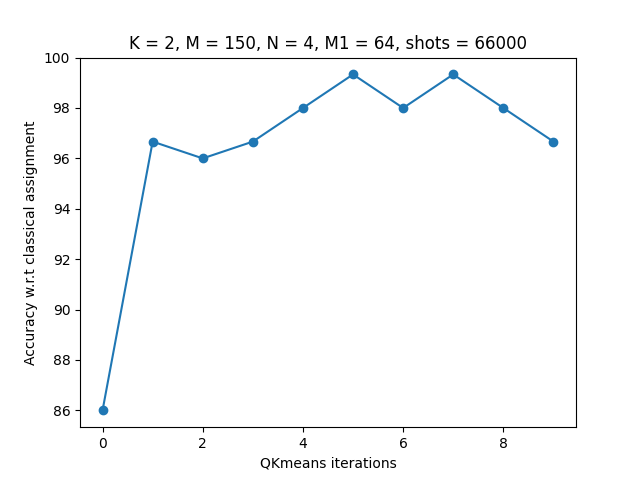 K = 2, M = 150, N = 4, M1 = 64, shots = 66000
Accuracy w.r.t classical assignment
100
98
96
94
92
90
88
86
0 2 4 6 8
QKmeans iterations